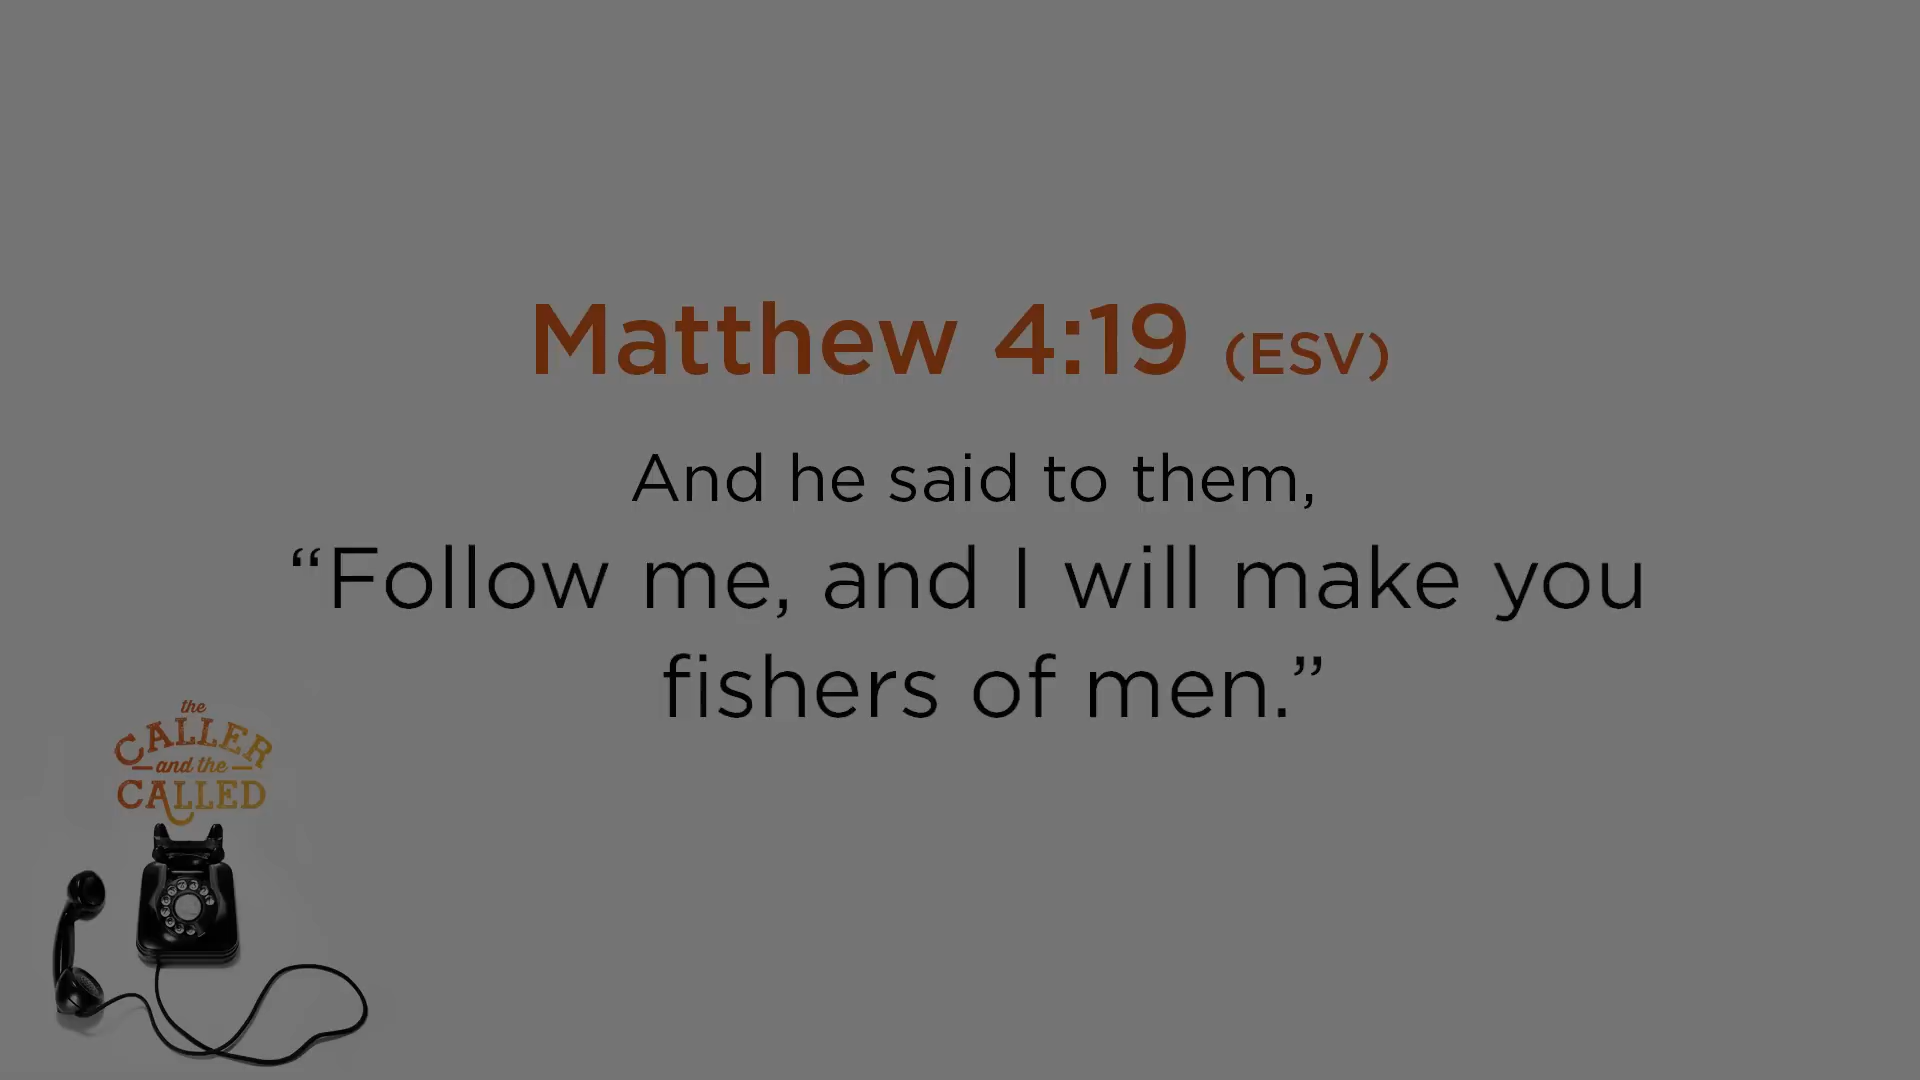 Matthew 4:19 (ESV)
And he said to them,
“Follow me, and I will make you
fishers of men.”
the
CALLER
and the
CALLED